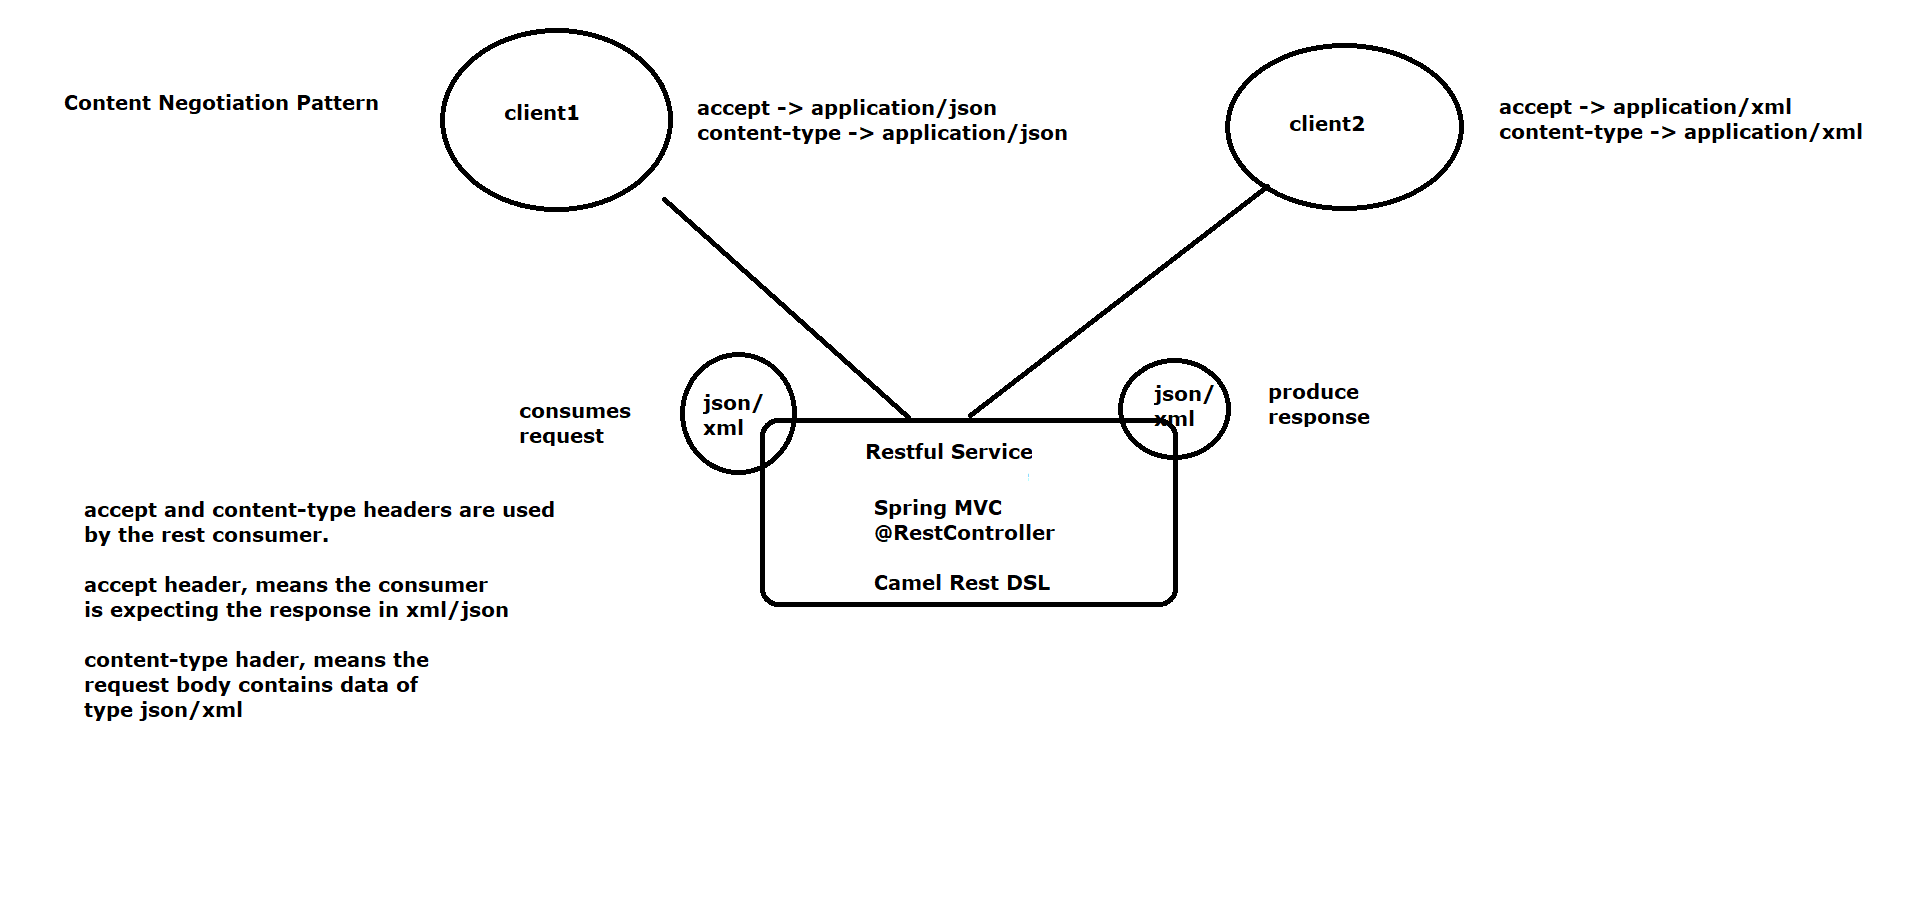 Content Negotiation Pattern
client1
accept -> application/json
content-type -> application/json
client2
accept -> application/xml
content-type -> application/xml
consumes
request
json/
xml
json/
xml
produce
response
Restful Service
Spring MVC
@RestController
Camel Rest DSL
accept and content-type headers are used
by the rest consumer.
accept header, means the consumer
is expecting the response in xml/json
content-type hader, means the
request body contains data of
type json/xml